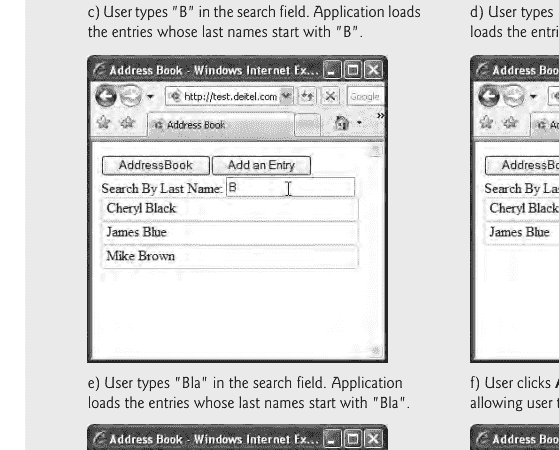 c) User types "B" in the search field. Application loads
the entries whose last names start with "B".
Address Book - Windows Internet Ex...
http://test.deitel.com
Google
Address Book
AddressBook
Add an Entry
Search By Last Name: B
Cheryl Black
James Blue
Mike Brown
e) User types "Bla" in the search field. Application
loads the entries whose last names start with "Bla".
Address Book - Windows Internet Ex...
d) User types
loads the entri
Address Boo
AddressBo
Search By La
Cheryl Black
James Blue
f) User clicks A
allowing user t
Address Boo